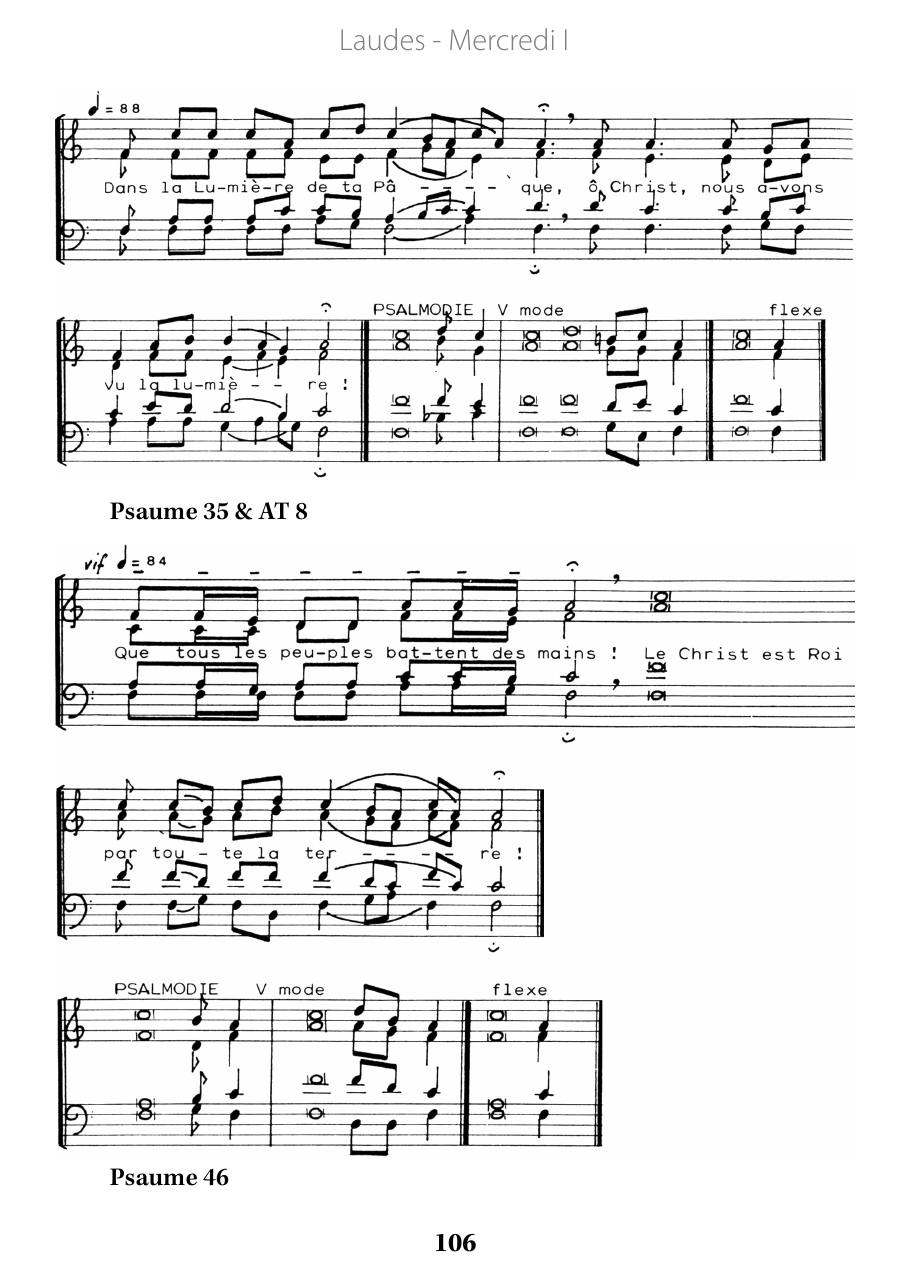 Laudes - Mercredi I
♩ = 88
Dans la Lu-miè-re de ta Pâ - - - - que, ô Christ, nous a-vons
PSALMODIE V mode flexe
vu la lu-miè - - re !
Psaume 35 & AT 8
vif ♩ = 84
Que tous les peu-ples bat-tent des mains ! Le Christ est Roi
par tou - te la ter - - - - re !
PSALMODIE V mode flexe
Psaume 46
106